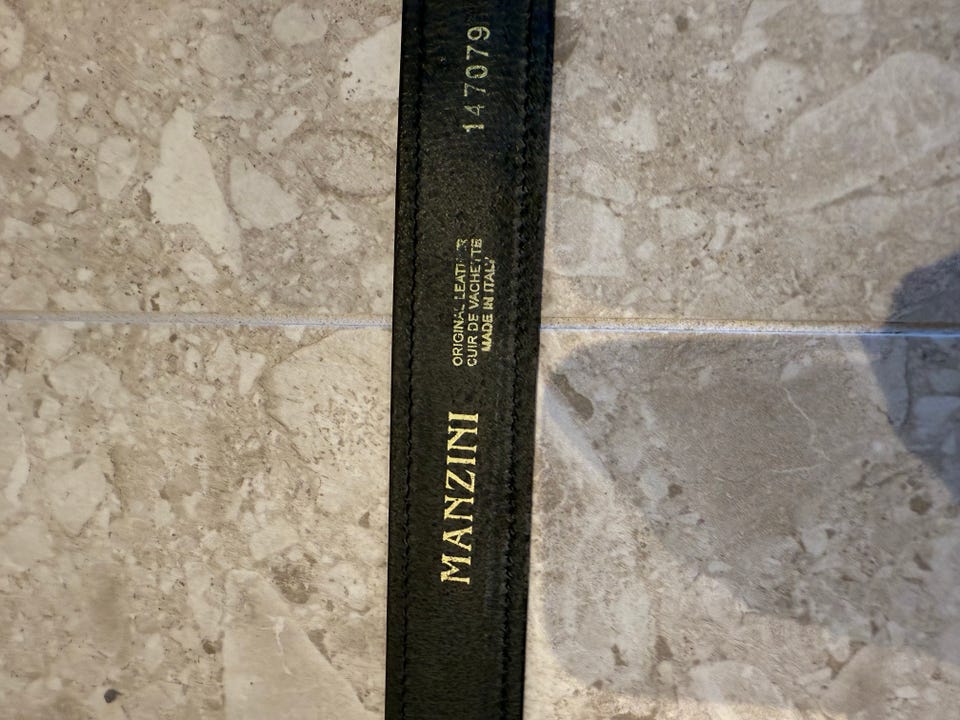 MANZINI
ORIGINAL LEATHER
CUIR DE VACHETTE
MADE IN ITALY
147079